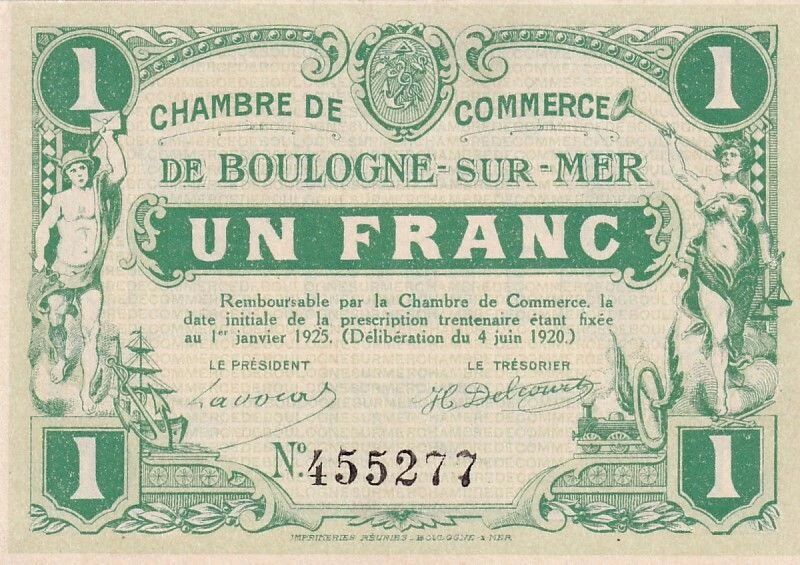 1 1
CHAMBRE DE COMMERCE
DE BOULOGNE-SUR-MER
UN FRANC
Remboursable par la Chambre de Commerce, la
date initiale de la prescription trentenaire étant fixée
au 1er janvier 1925. (Délibération du 4 juin 1920.)
LE PRÉSIDENT LE TRÉSORIER
H. Delcourt
No. 455277
1 1
IMPRIMERIES RÉUNIES - BOULOGNE S MER